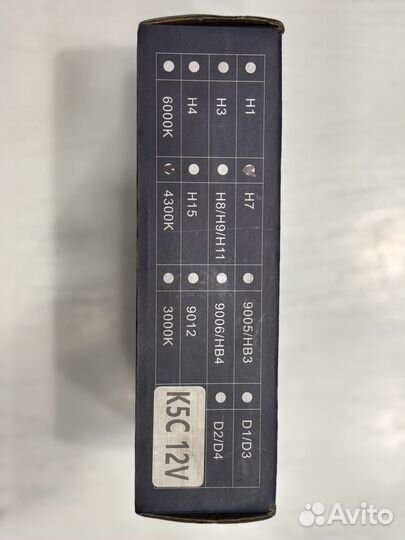 H1 H7 9005/HB3 D1/D3
H3 H8/H9/H11 9006/HB4 D2/D4
H4 H15 9012
6000K 4300K 3000K K5C 12V
Avito